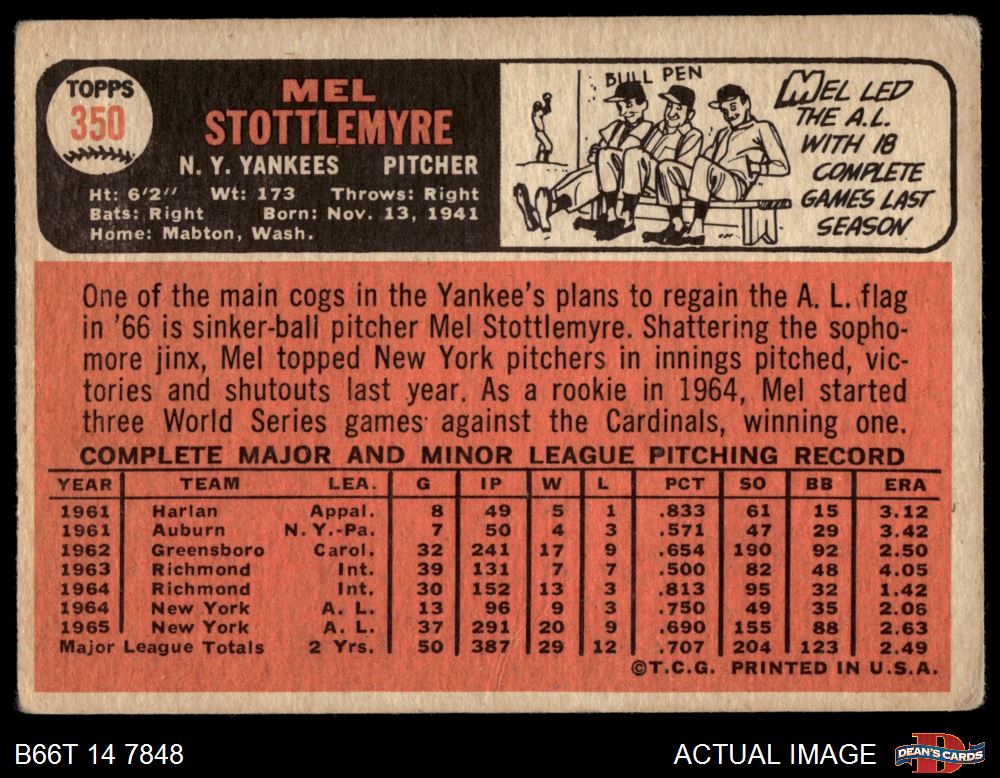 TOPPS
350
MEL
STOTTLEMYRE
N. Y. YANKEES PITCHER
Ht: 6'2" Wt: 173 Throws: Right
Bats: Right Born: Nov. 13, 1941
Home: Mabton, Wash.
BULL PEN
MEL LED
THE A.L.
WITH 18
COMPLETE
GAMES LAST
SEASON
One of the main cogs in the Yankee's plans to regain the A. L. flag
in '66 is sinker-ball pitcher Mel Stottlemyre. Shattering the sopho-
more jinx, Mel topped New York pitchers in innings pitched, vic-
tories and shutouts last year. As a rookie in 1964, Mel started
three World Series games against the Cardinals, winning one.
COMPLETE MAJOR AND MINOR LEAGUE PITCHING RECORD
YEAR TEAM LEA. G IP W L PCT SO BB ERA
1961 Harlan Appal. 8 49 5 1 .833 61 15 3.12
1961 Auburn N.Y.-Pa. 7 50 4 3 .571 47 29 3.42
1962 Greensboro Carol. 32 241 17 9 .654 190 92 2.50
1963 Richmond Int. 39 131 7 7 .500 82 48 4.05
1964 Richmond Int. 30 152 13 3 .813 95 32 1.42
1964 New York A. L. 13 96 9 3 .750 49 35 2.06
1965 New York A. L. 37 291 20 9 .690 155 88 2.63
Major League Totals 2 Yrs. 50 387 29 12 .707 204 123 2.49
©T.C.G. PRINTED IN U.S.A.
B66T 14 7848 ACTUAL IMAGE DEAN'S CARDS